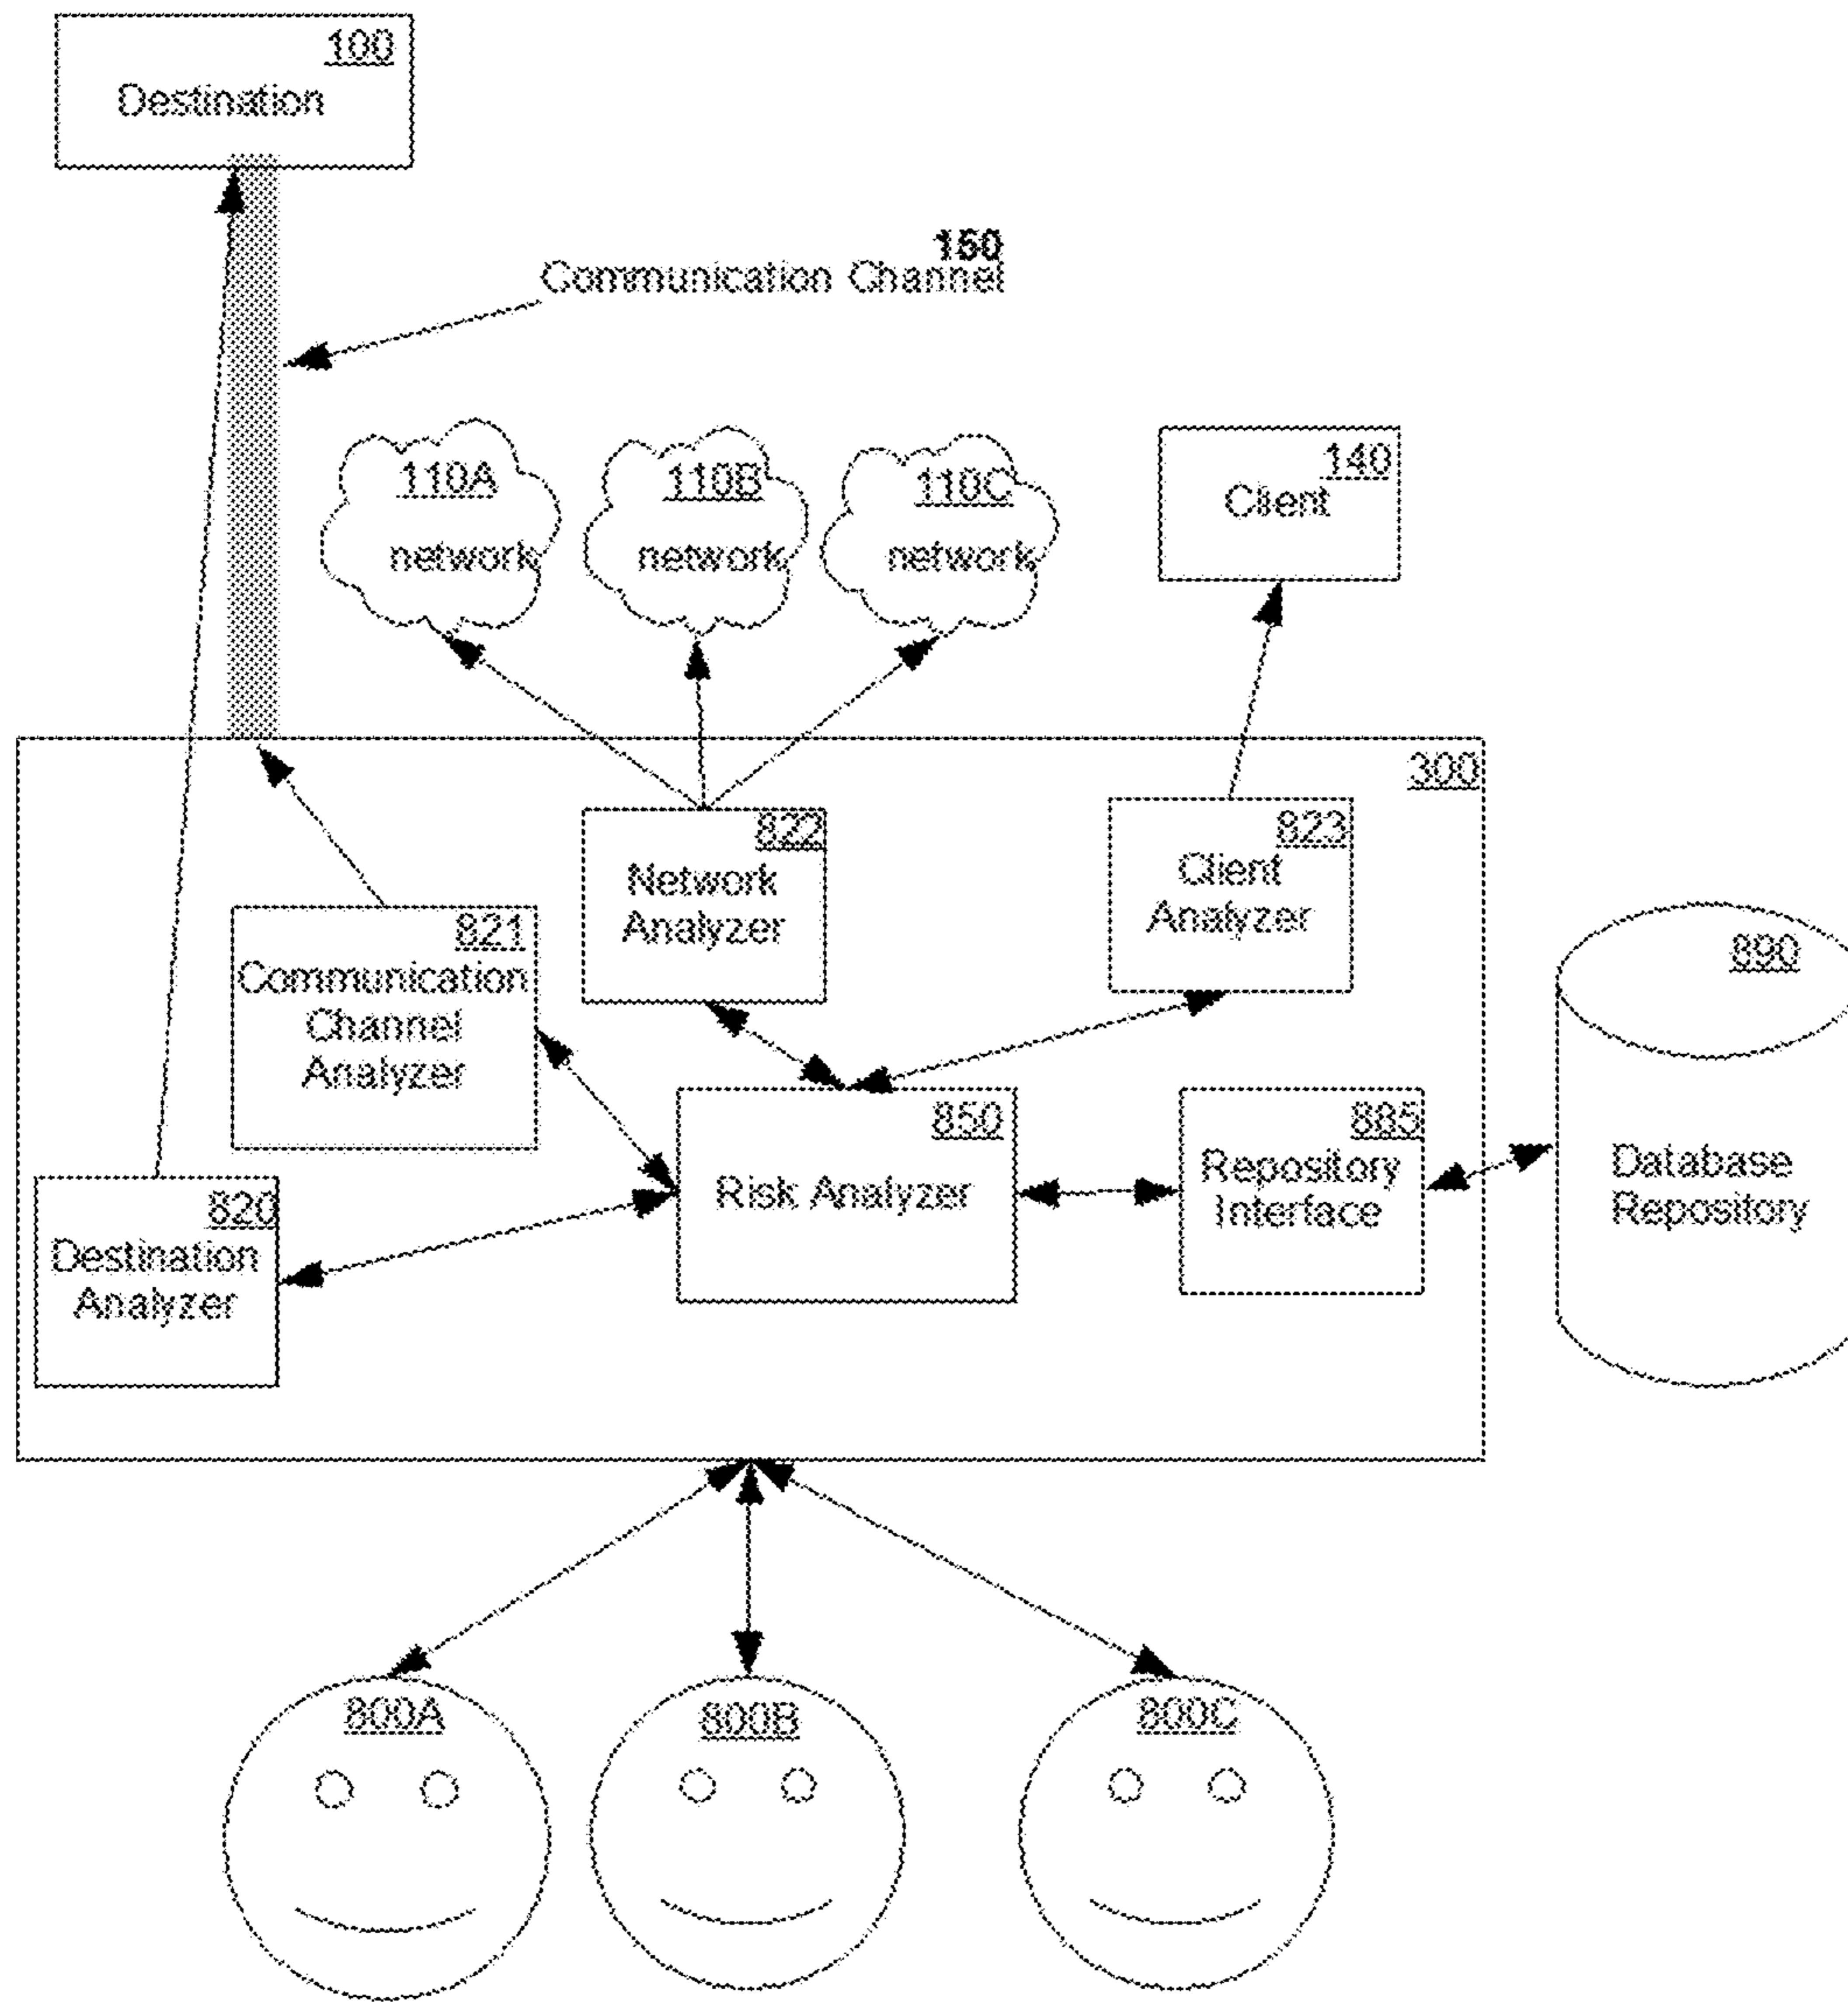 100
Destination
150
Communication Channel
110A
network
110B
network
110C
network
140
Client
300
822
Network
Analyzer
823
Client
Analyzer
821
Communication
Channel
Analyzer
890
Database
Repository
850
Risk Analyzer
885
Repository
Interface
820
Destination
Analyzer
800A
800B
800C